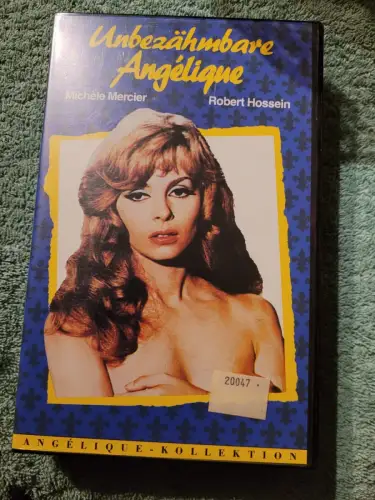 Unbezähmbare
Angélique
Michèle Mercier Robert Hossein
20047 .
ANGÉLIQUE-KOLLEKTION